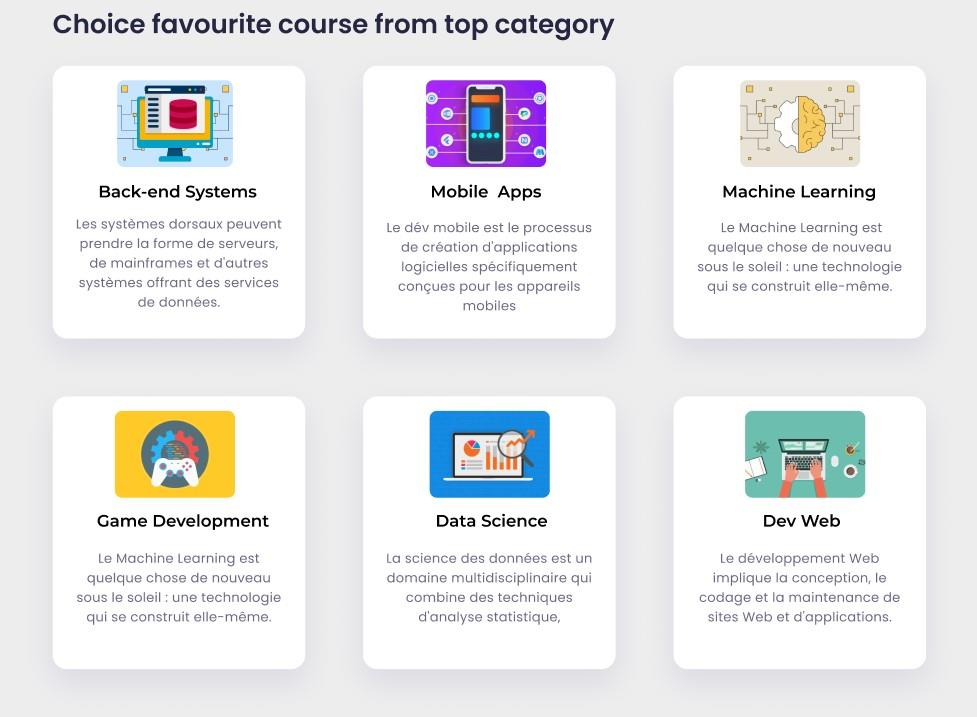 Choice favourite course from top category
Back-end Systems
Les systèmes dorsaux peuvent
prendre la forme de serveurs,
de mainframes et d'autres
systèmes offrant des services
de données.
Mobile Apps
Le dév mobile est le processus
de création d'applications
logicielles spécifiquement
conçues pour les appareils
mobiles
Machine Learning
Le Machine Learning est
quelque chose de nouveau
sous le soleil : une technologie
qui se construit elle-même.
Game Development
Le Machine Learning est
quelque chose de nouveau
sous le soleil : une technologie
qui se construit elle-même.
Data Science
La science des données est un
domaine multidisciplinaire qui
combine des techniques
d'analyse statistique,
Dev Web
Le développement Web
implique la conception, le
codage et la maintenance de
sites Web et d'applications.